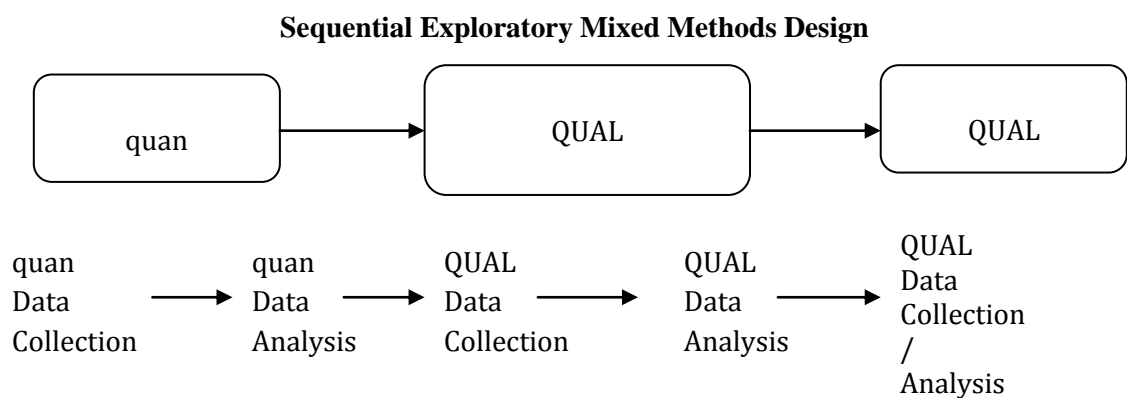 Sequential Exploratory Mixed Methods Design
quan
QUAL
QUAL
quan
Data
Collection
quan
Data
Analysis
QUAL
Data
Collection
QUAL
Data
Analysis
QUAL
Data
Collection
/
Analysis